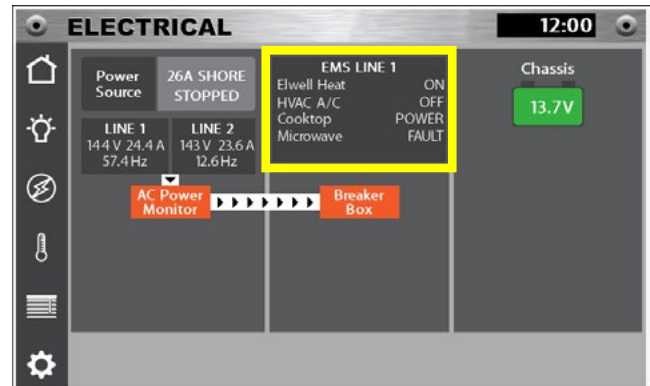 ELECTRICAL
12:00
Power Source
26A SHORE STOPPED
LINE 1
144 V 24.4 A
57.4 Hz
LINE 2
143 V 23.6 A
12.6 Hz
AC Power Monitor
EMS LINE 1
Elwell Heat ON
HVAC A/C OFF
Cooktop POWER
Microwave FAULT
Breaker Box
Chassis
13.7V